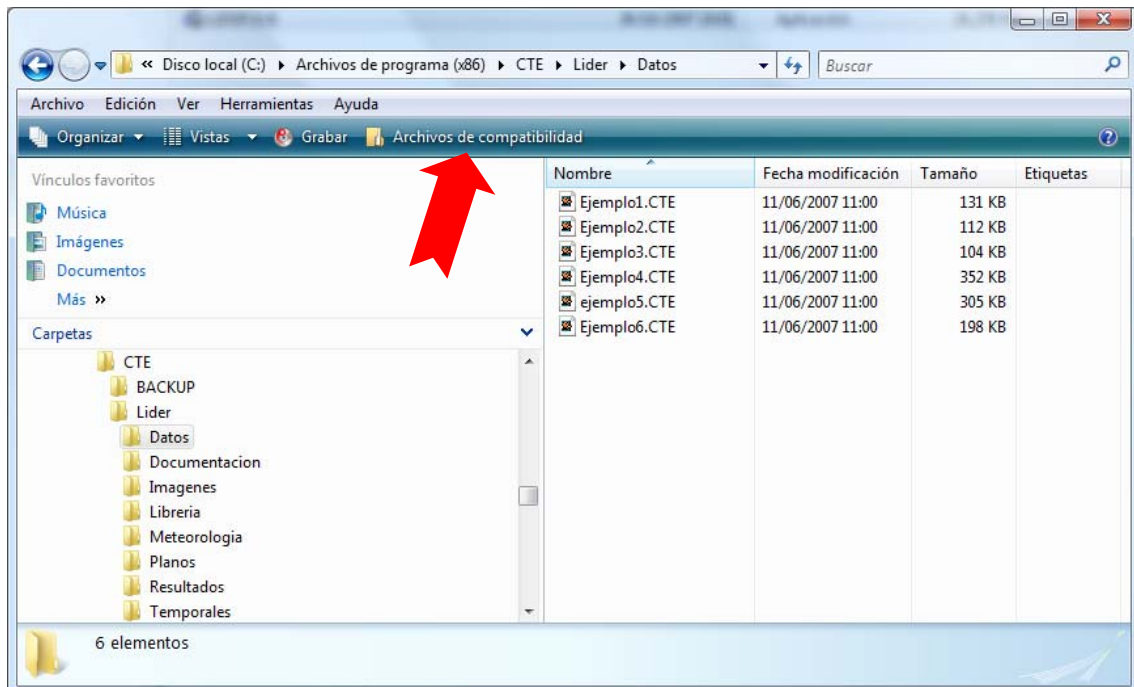 « Disco local (C:) ▸ Archivos de programa (x86) ▸ CTE ▸ Lider ▸ Datos
Buscar
Archivo Edición Ver Herramientas Ayuda
Organizar Vistas Grabar Archivos de compatibilidad
Vínculos favoritos
Música
Imágenes
Documentos
Más »
Carpetas
CTE
BACKUP
Lider
Datos
Documentacion
Imagenes
Libreria
Meteorologia
Planos
Resultados
Temporales
Nombre Fecha modificación Tamaño Etiquetas
Ejemplo1.CTE 11/06/2007 11:00 131 KB
Ejemplo2.CTE 11/06/2007 11:00 112 KB
Ejemplo3.CTE 11/06/2007 11:00 104 KB
Ejemplo4.CTE 11/06/2007 11:00 352 KB
ejemplo5.CTE 11/06/2007 11:00 305 KB
Ejemplo6.CTE 11/06/2007 11:00 198 KB
6 elementos